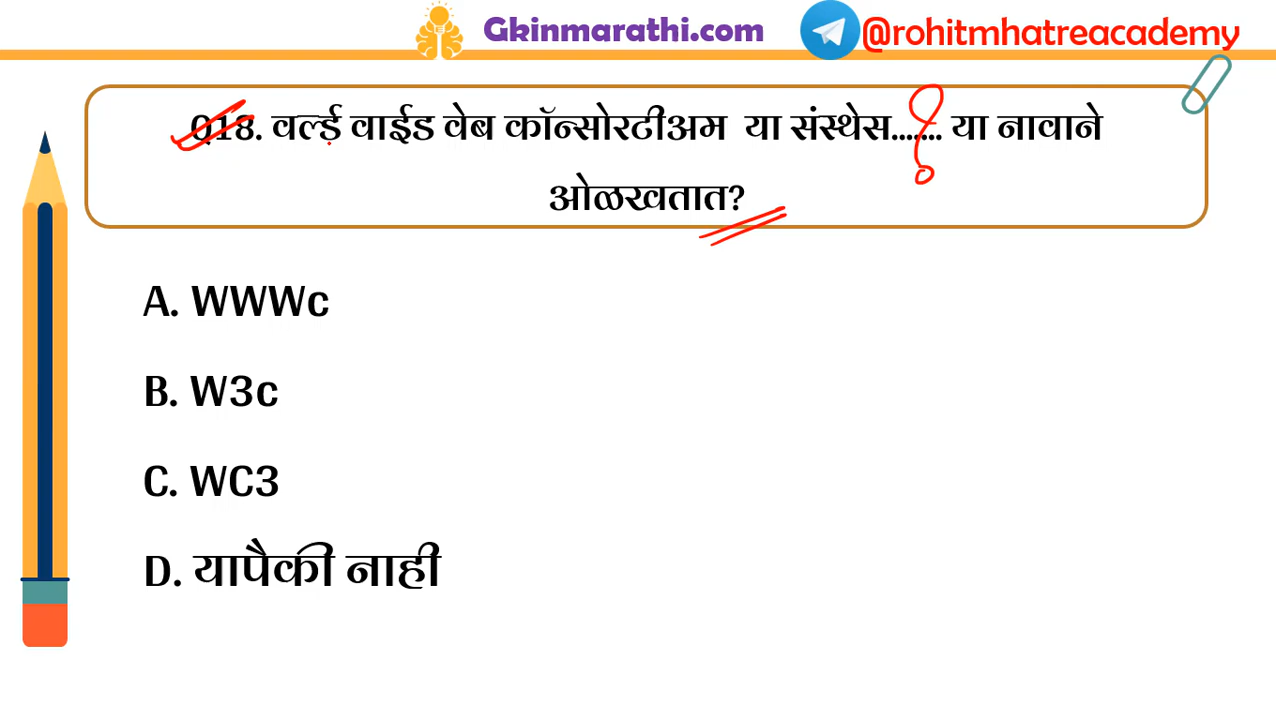 Gkinmarathi.com
@rohitmhatreacademy
Q18. वर्ल्ड़ वाईड वेब कॉन्सोरटीअम या संस्थेस....... या नावाने
ओळखतात?
A. WWWc
B. W3c
C. WC3
D. यापैकी नाही